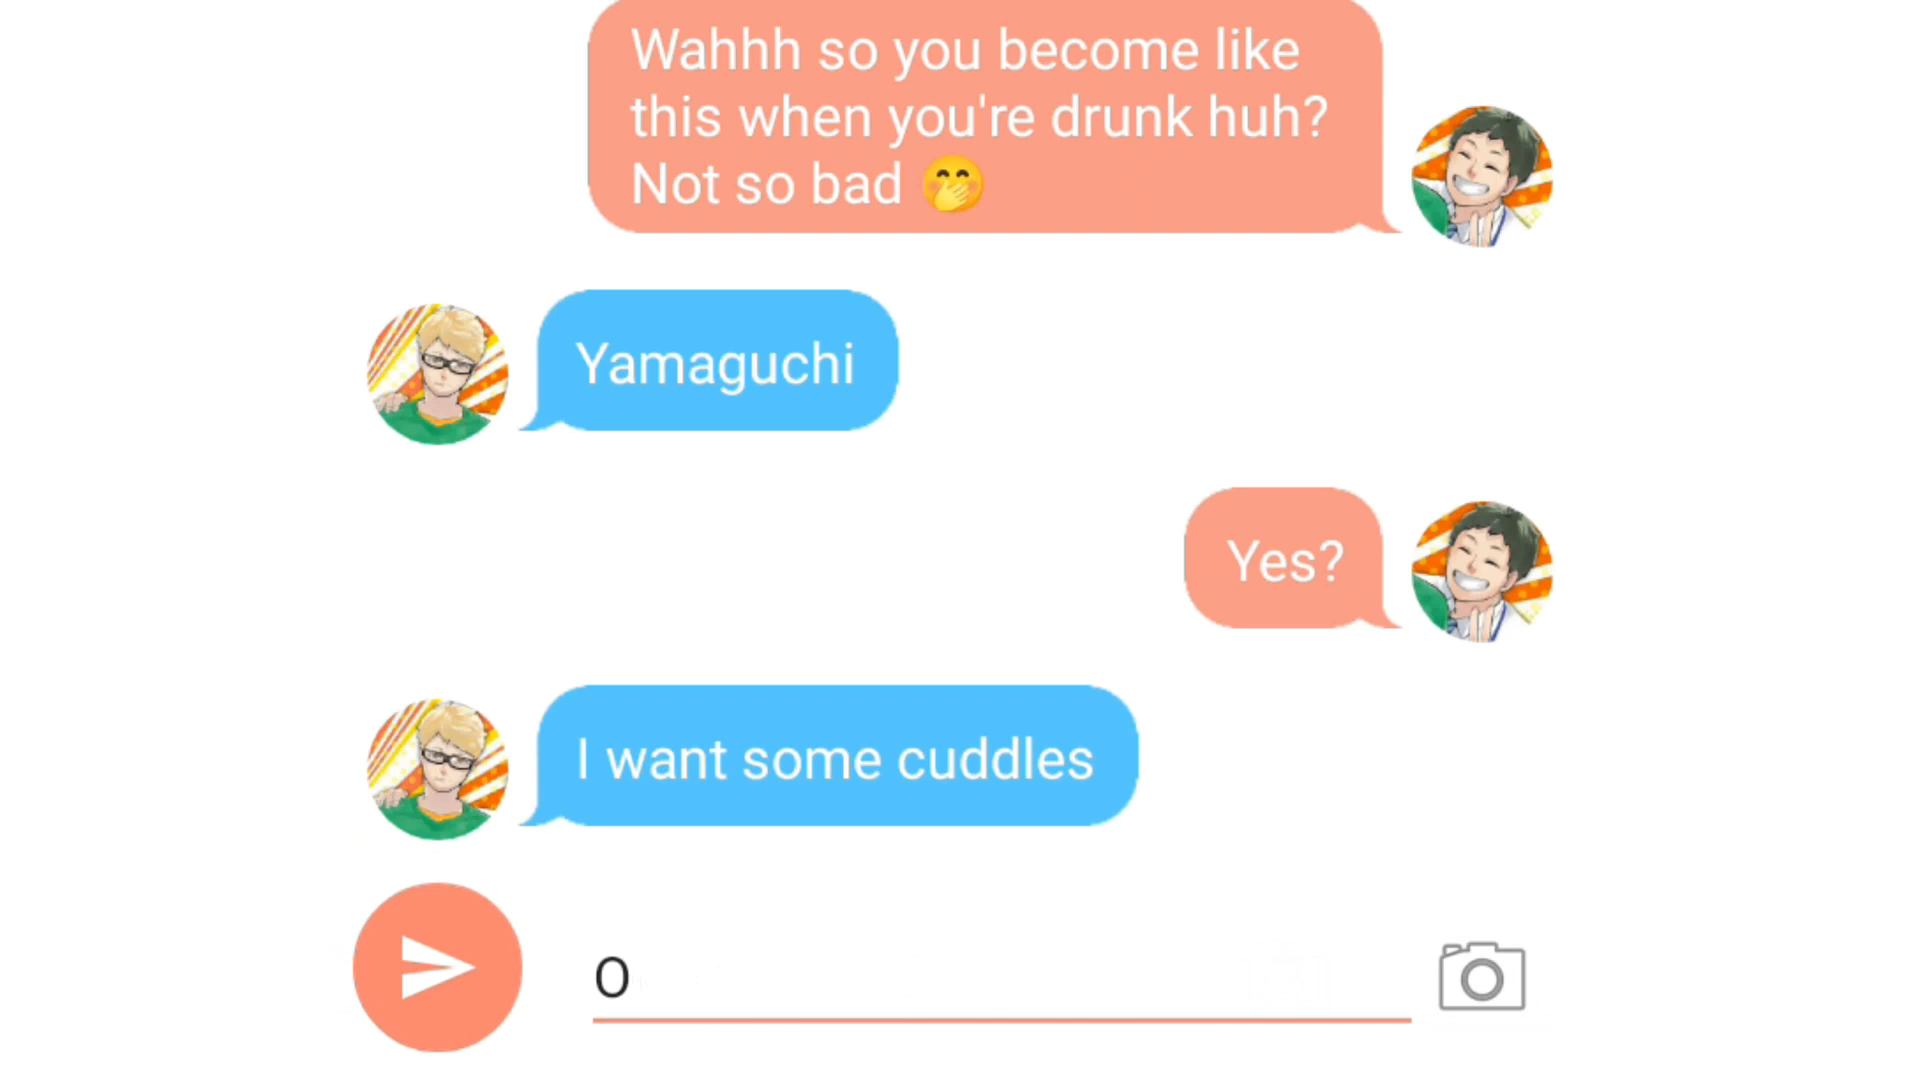 Wahhh so you become like
this when you're drunk huh?
Not so bad 🤭
Yamaguchi
Yes?
I want some cuddles
O